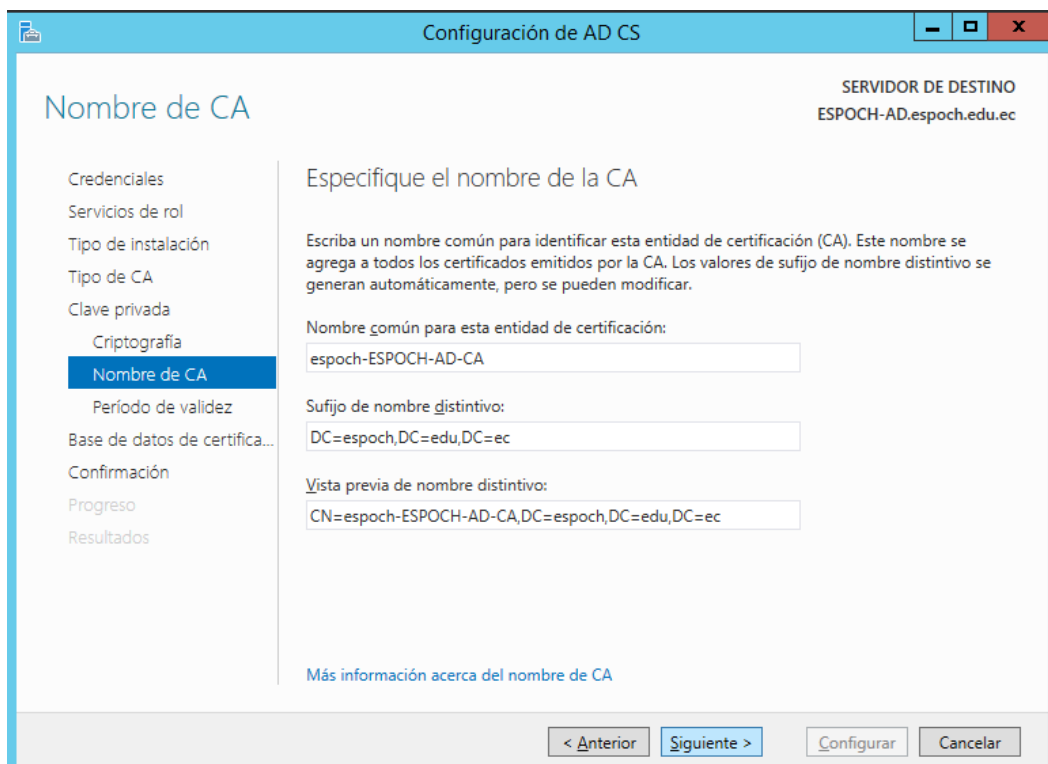 Configuración de AD CS
Nombre de CA
SERVIDOR DE DESTINO
ESPOCH-AD.espoch.edu.ec
Credenciales
Servicios de rol
Tipo de instalación
Tipo de CA
Clave privada
Criptografía
Nombre de CA
Período de validez
Base de datos de certifica...
Confirmación
Progreso
Resultados
Especifique el nombre de la CA
Escriba un nombre común para identificar esta entidad de certificación (CA). Este nombre se
agrega a todos los certificados emitidos por la CA. Los valores de sufijo de nombre distintivo se
generan automáticamente, pero se pueden modificar.
Nombre común para esta entidad de certificación:
espoch-ESPOCH-AD-CA
Sufijo de nombre distintivo:
DC=espoch,DC=edu,DC=ec
Vista previa de nombre distintivo:
CN=espoch-ESPOCH-AD-CA,DC=espoch,DC=edu,DC=ec
Más información acerca del nombre de CA
< Anterior
Siguiente >
Configurar
Cancelar